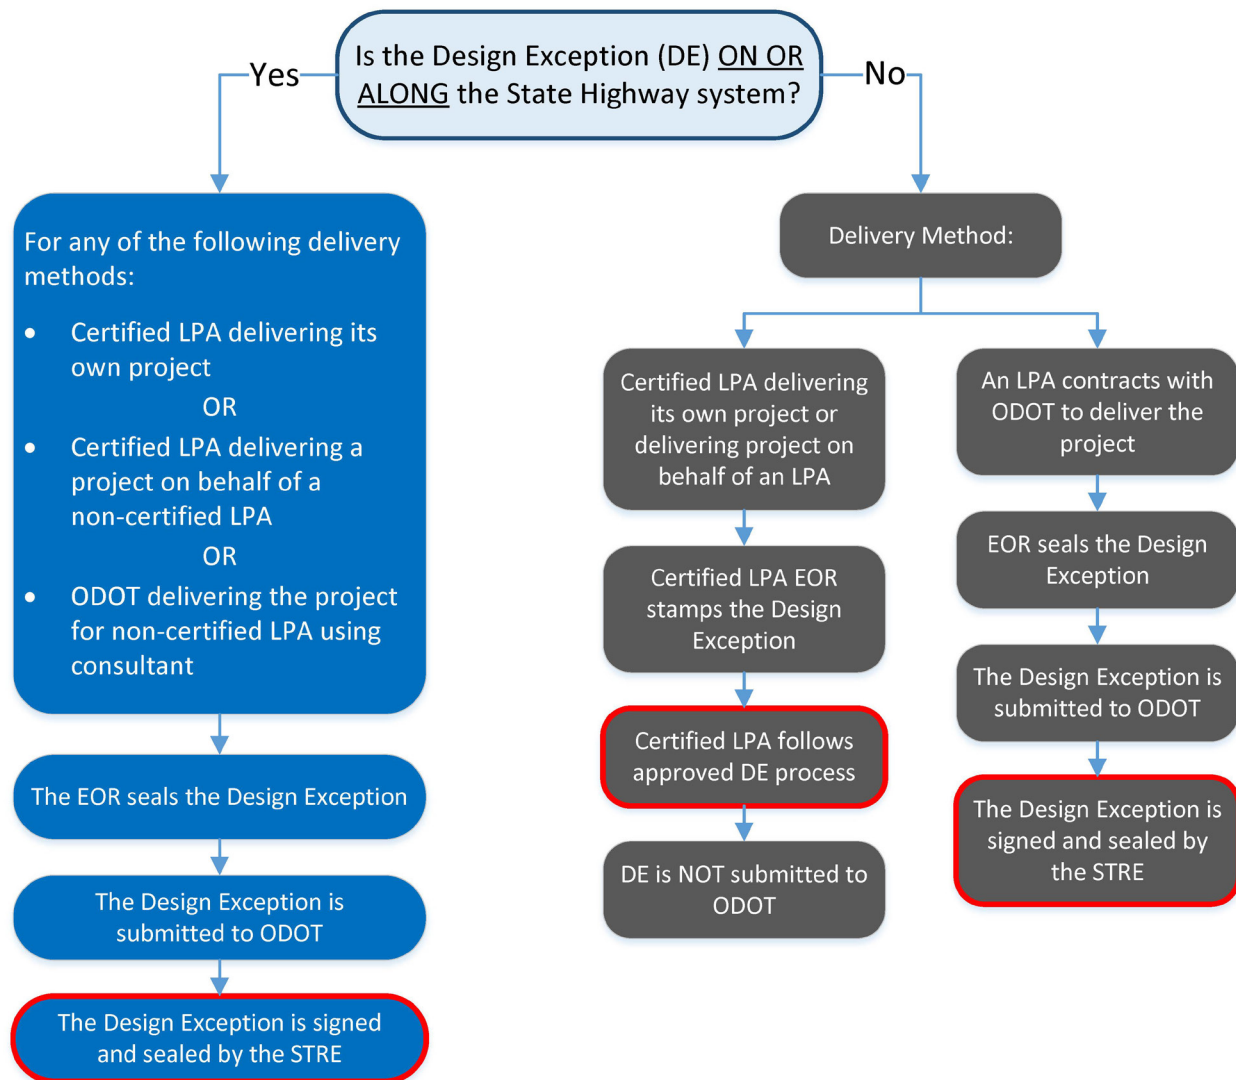 Is the Design Exception (DE) ON OR
ALONG the State Highway system?
Yes
No
For any of the following delivery
methods:
• Certified LPA delivering its
own project
OR
• Certified LPA delivering a
project on behalf of a
non-certified LPA
OR
• ODOT delivering the project
for non-certified LPA using
consultant
The EOR seals the Design Exception
The Design Exception is
submitted to ODOT
The Design Exception is signed
and sealed by the STRE
Delivery Method:
Certified LPA delivering
its own project or
delivering project on
behalf of an LPA
Certified LPA EOR
stamps the Design
Exception
Certified LPA follows
approved DE process
DE is NOT submitted to
ODOT
An LPA contracts with
ODOT to deliver the
project
EOR seals the Design
Exception
The Design Exception is
submitted to ODOT
The Design Exception is
signed and sealed by
the STRE